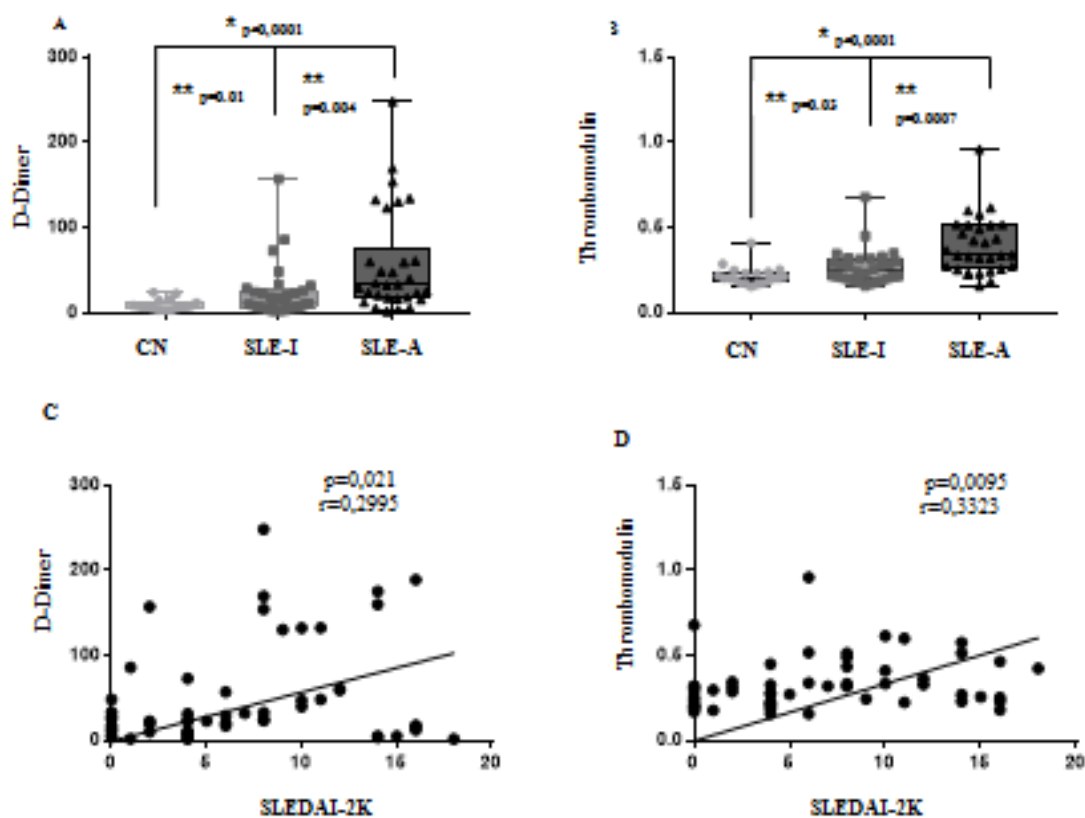 A
* p=0,0001
** p=0.01
**
p=0.004
D-Dimer
300
200
100
0
CN SLE-I SLE-A
B
* p=0,0001
** p=0.03
**
p=0.0007
Thrombomodulin
1.5
1.0
0.5
0.0
CN SLE-I SLE-A
C
p=0,021
r=0,2995
D-Dimer
300
200
100
0
0 5 10 15 20
SLEDAI-2K
D
p=0,0095
r=0,3323
Thrombomodulin
1.5
1.0
0.5
0.0
0 5 10 15 20
SLEDAI-2K